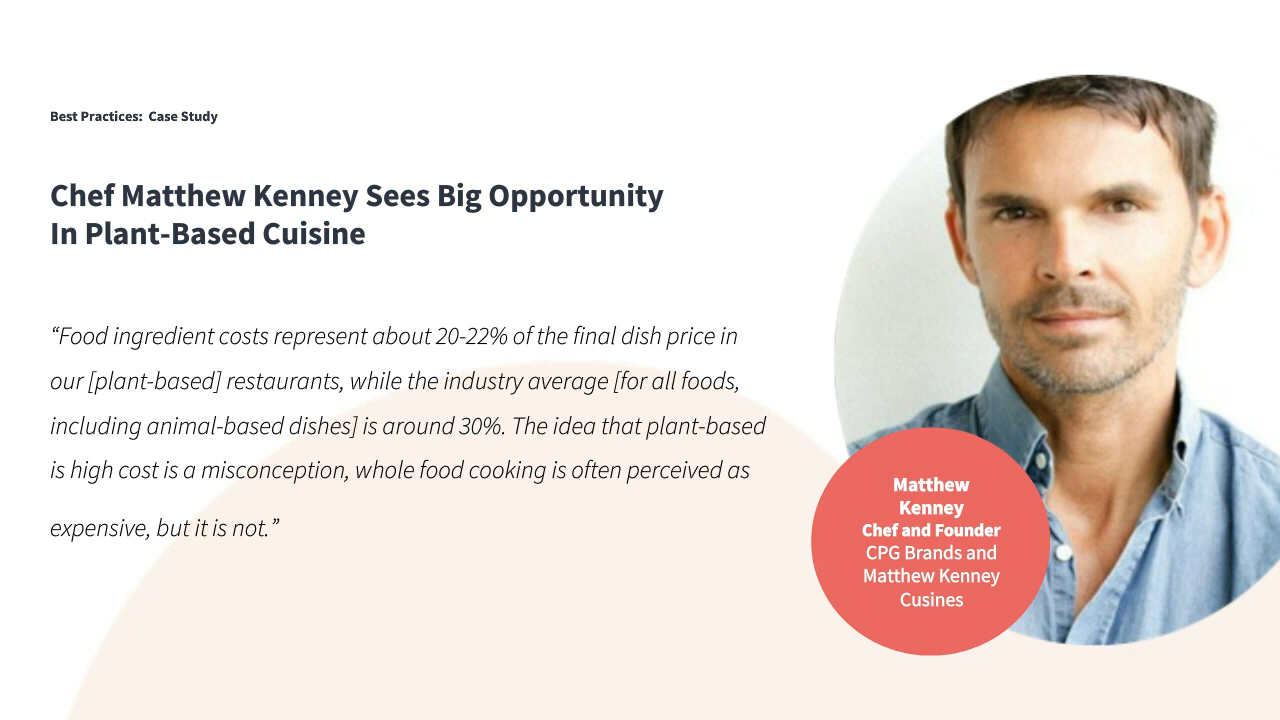 Best Practices:  Case Study
Chef Matthew Kenney Sees Big Opportunity
In Plant-Based Cuisine
“Food ingredient costs represent about 20-22% of the final dish price in
our [plant-based] restaurants, while the industry average [for all foods,
including animal-based dishes] is around 30%. The idea that plant-based
is high cost is a misconception, whole food cooking is often perceived as
expensive, but it is not.”
Matthew
Kenney
Chef and Founder
CPG Brands and
Matthew Kenney
Cusines